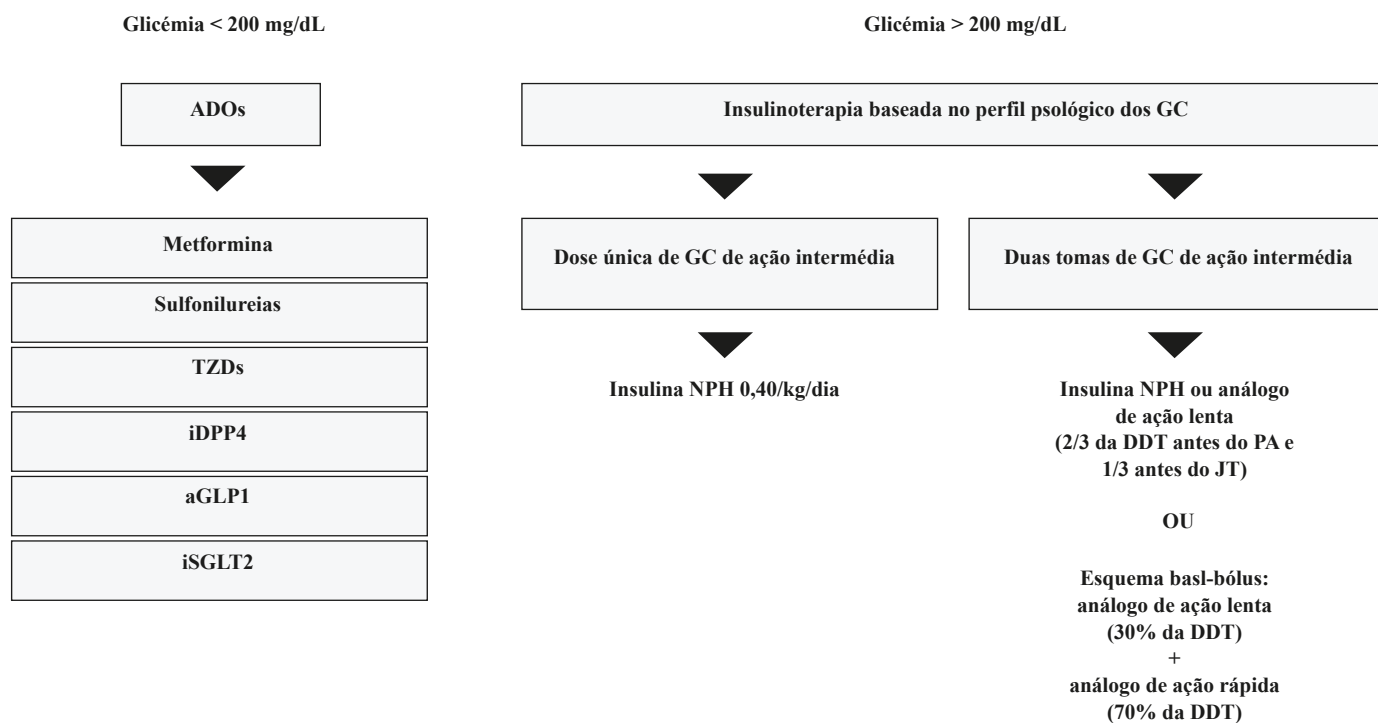 Glicémia < 200 mg/dL
ADOs
Metformina
Sulfonilureias
TZDs
iDPP4
aGLP1
iSGLT2
Glicémia > 200 mg/dL
Insulinoterapia baseada no perfil psológico dos GC
Dose única de GC de ação intermédia
Insulina NPH 0,40/kg/dia
Duas tomas de GC de ação intermédia
Insulina NPH ou análogo
de ação lenta
(2/3 da DDT antes do PA e
1/3 antes do JT)
OU
Esquema basl-bólus:
análogo de ação lenta
(30% da DDT)
+
análogo de ação rápida
(70% da DDT)